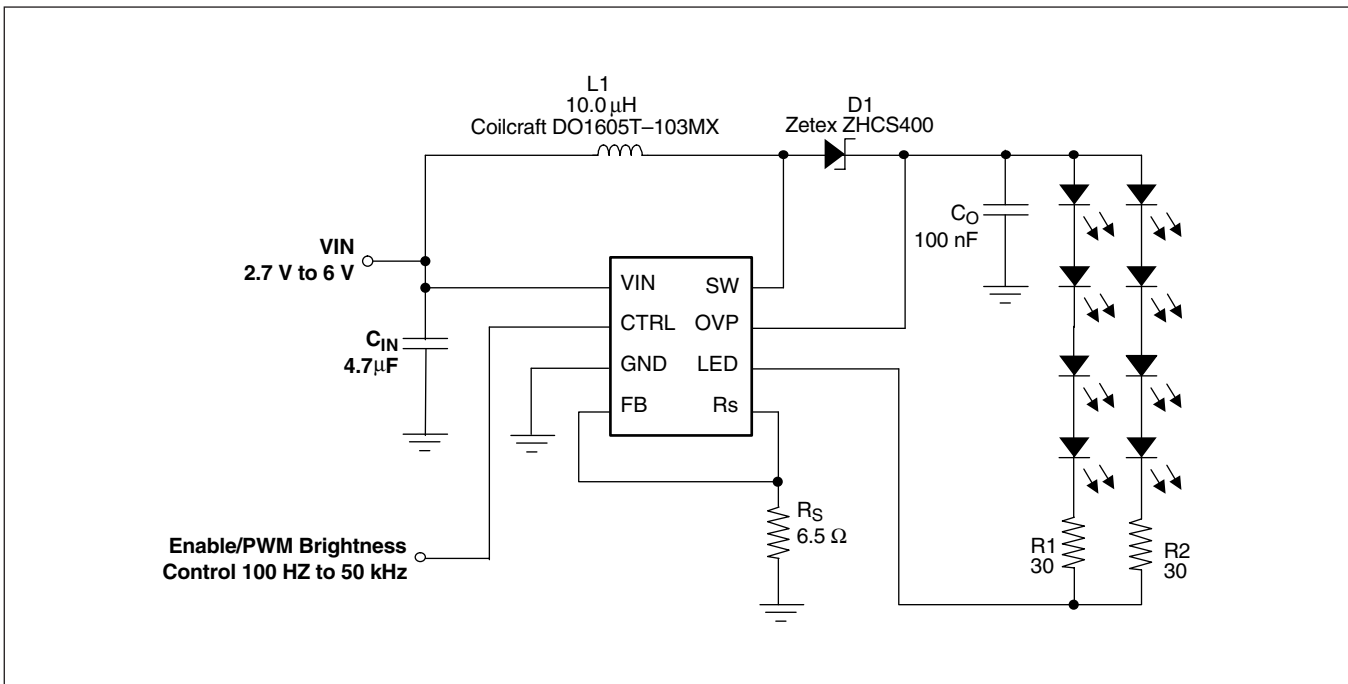 L1
10.0 μH
Coilcraft DO1605T–103MX
D1
Zetex ZHCS400
CO
100 nF
VIN
2.7 V to 6 V
CIN
4.7μF
VIN
SW
CTRL
OVP
GND
LED
FB
Rs
RS
6.5 Ω
R1
30
R2
30
Enable/PWM Brightness
Control 100 HZ to 50 kHz